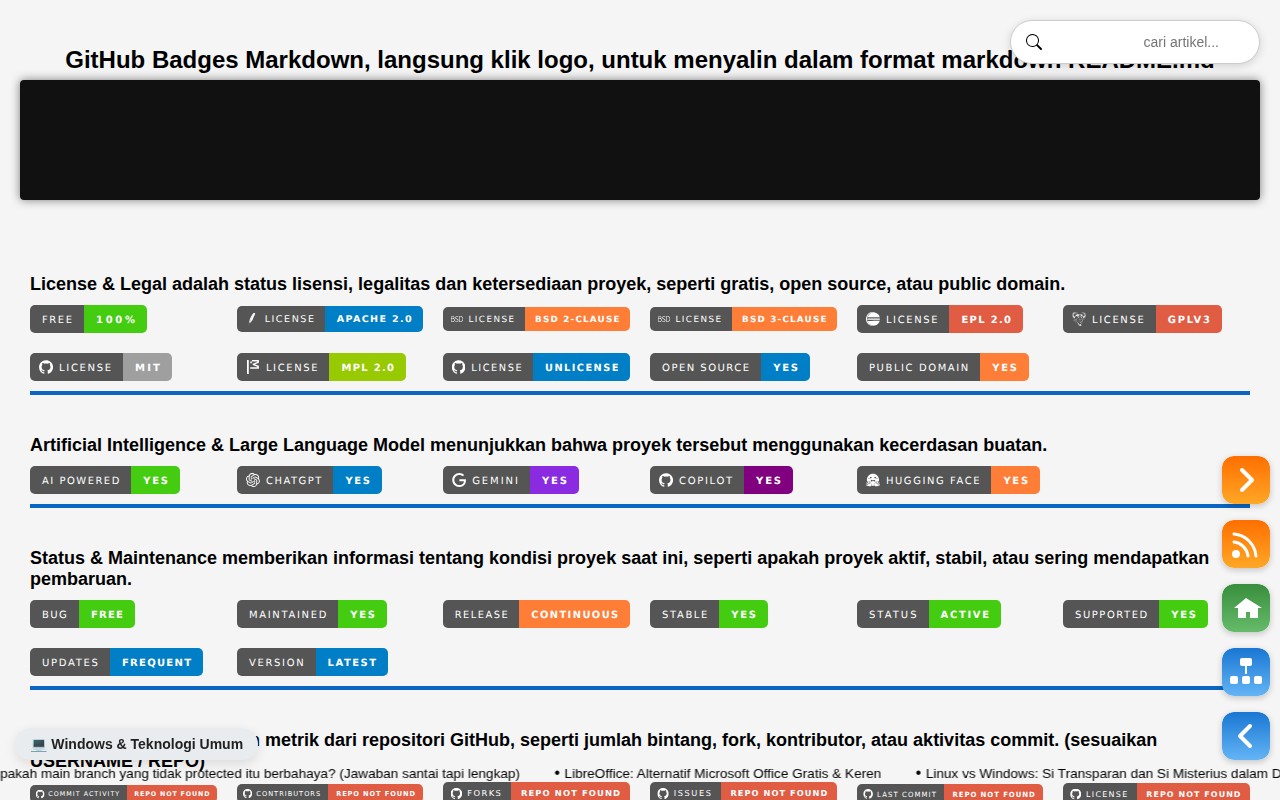 cari artikel...
GitHub Badges Markdown, langsung klik logo, untuk menyalin dalam format markdown README.md
License & Legal adalah status lisensi, legalitas dan ketersediaan proyek, seperti gratis, open source, atau public domain.
FREE 100%
LICENSE APACHE 2.0
BSD LICENSE BSD 2-CLAUSE
BSD LICENSE BSD 3-CLAUSE
LICENSE EPL 2.0
LICENSE GPLV3
LICENSE MIT
LICENSE MPL 2.0
LICENSE UNLICENSE
OPEN SOURCE YES
PUBLIC DOMAIN YES
Artificial Intelligence & Large Language Model menunjukkan bahwa proyek tersebut menggunakan kecerdasan buatan.
AI POWERED YES
CHATGPT YES
GEMINI YES
COPILOT YES
HUGGING FACE YES
Status & Maintenance memberikan informasi tentang kondisi proyek saat ini, seperti apakah proyek aktif, stabil, atau sering mendapatkan
pembaruan.
BUG FREE
MAINTAINED YES
RELEASE CONTINUOUS
STABLE YES
STATUS ACTIVE
SUPPORTED YES
UPDATES FREQUENT
VERSION LATEST
metrik dari repositori GitHub, seperti jumlah bintang, fork, kontributor, atau aktivitas commit. (sesuaikan
USERNAME / REPO)
💻 Windows & Teknologi Umum
pakah main branch yang tidak protected itu berbahaya? (Jawaban santai tapi lengkap) • LibreOffice: Alternatif Microsoft Office Gratis & Keren • Linux vs Windows: Si Transparan dan Si Misterius dalam D
COMMIT ACTIVITY REPO NOT FOUND
CONTRIBUTORS REPO NOT FOUND
FORKS REPO NOT FOUND
ISSUES REPO NOT FOUND
LAST COMMIT REPO NOT FOUND
LICENSE REPO NOT FOUND